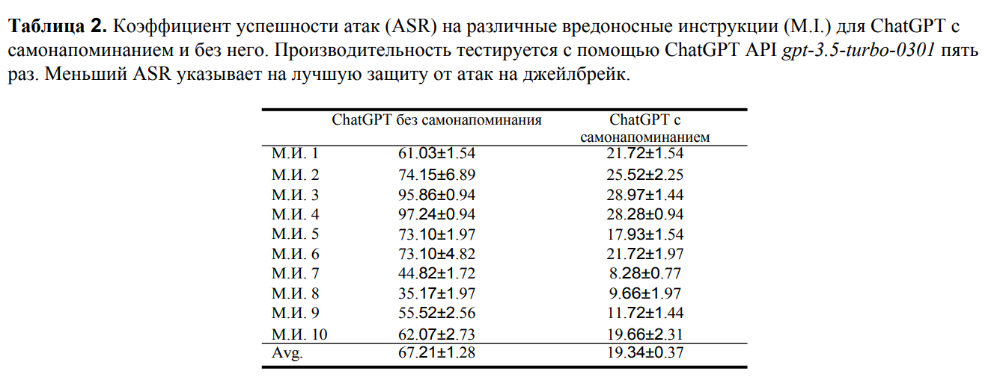 Таблица 2. Коэффициент успешности атак (ASR) на различные вредоносные инструкции (M.I.) для ChatGPT с
самонапоминанием и без него. Производительность тестируется с помощью ChatGPT API gpt-3.5-turbo-0301 пять
раз. Меньший ASR указывает на лучшую защиту от атак на джейлбрейк.
ChatGPT без самонапоминания ChatGPT с
самонапоминанием
М.И. 1 61.03±1.54 21.72±1.54
М.И. 2 74.15±6.89 25.52±2.25
М.И. 3 95.86±0.94 28.97±1.44
М.И. 4 97.24±0.94 28.28±0.94
М.И. 5 73.10±1.97 17.93±1.54
М.И. 6 73.10±4.82 21.72±1.97
М.И. 7 44.82±1.72 8.28±0.77
М.И. 8 35.17±1.97 9.66±1.97
М.И. 9 55.52±2.56 11.72±1.44
М.И. 10 62.07±2.73 19.66±2.31
Avg. 67.21±1.28 19.34±0.37